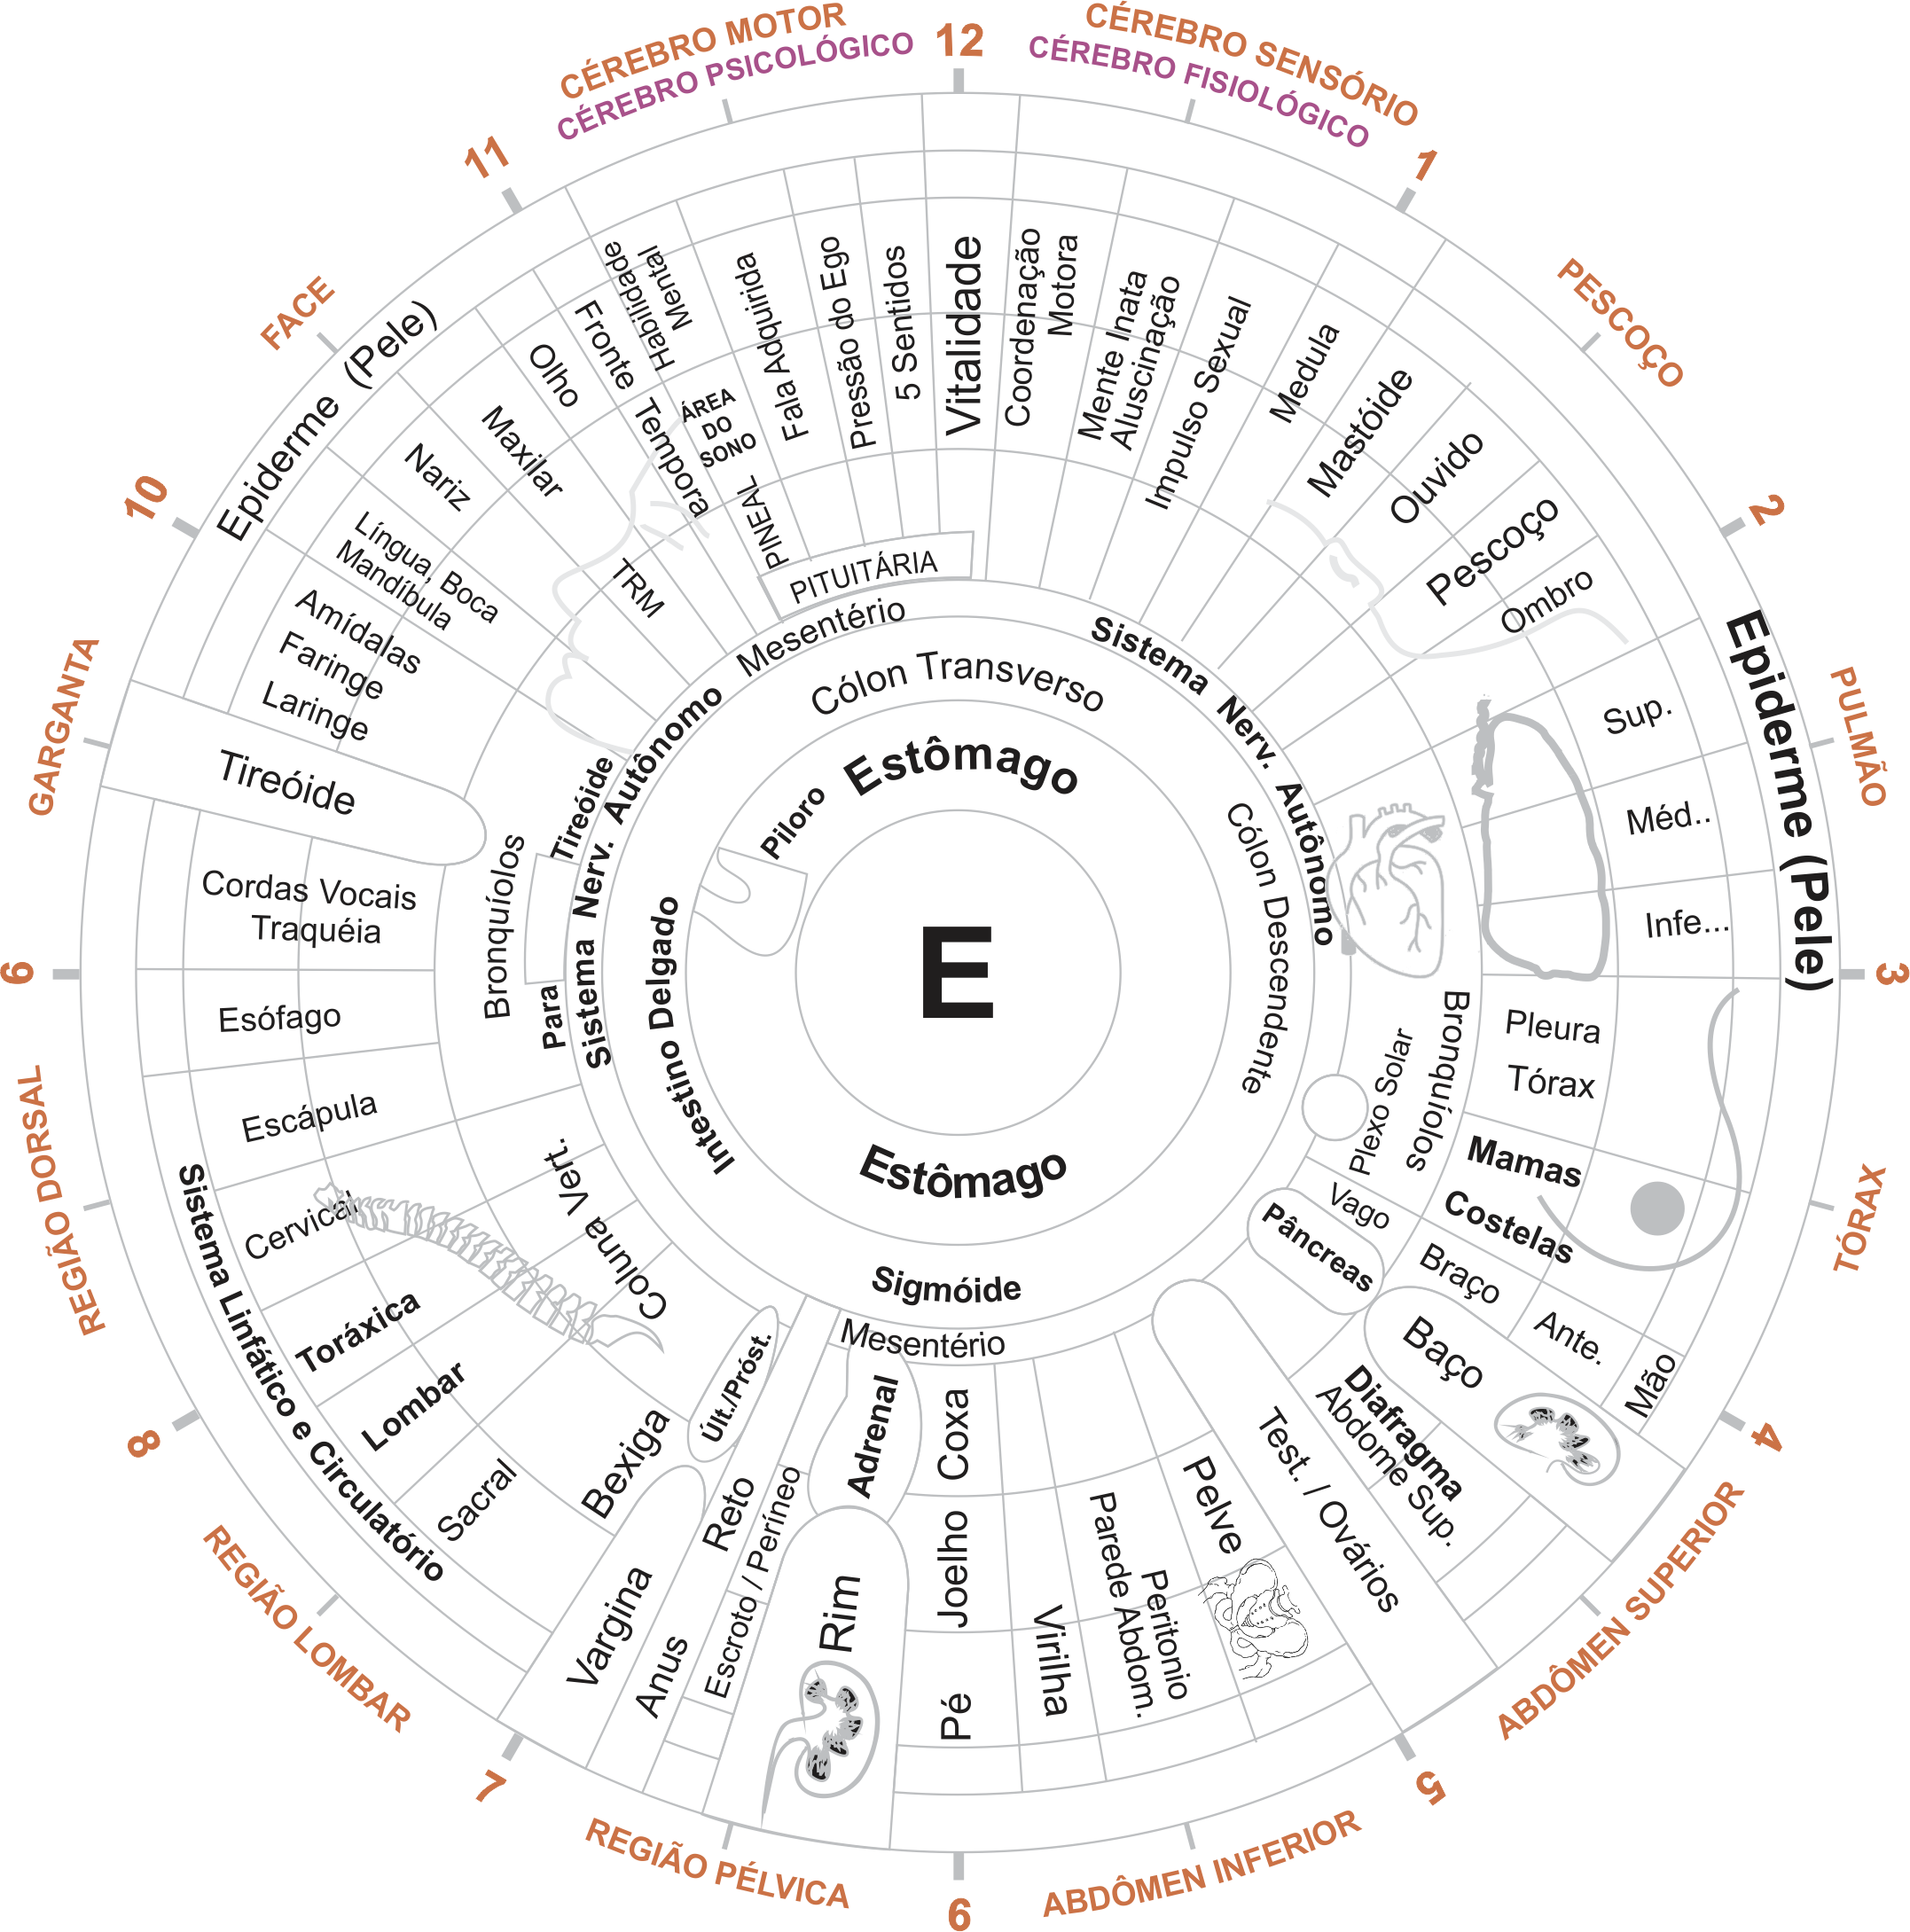 CÉREBRO MOTOR
CÉREBRO PSICOLÓGICO
12
CÉREBRO SENSÓRIO
CÉREBRO FISIOLÓGICO
1
PESCOÇO
2
PULMÃO
3
TÓRAX
4
ABDÔMEN SUPERIOR
5
ABDÔMEN INFERIOR
6
REGIÃO PÉLVICA
7
REGIÃO LOMBAR
8
REGIÃO DORSAL
9
GARGANTA
10
FACE
11
Vitalidade
Coordenação
Motora
Mente Inata
Aluscinação
Impulso Sexual
Medula
Mastóide
Ouvido
Pescoço
Ombro
Epiderme (Pele)
Sup.
Méd..
Infe...
Pleura
Tórax
Mamas
Costelas
Bronquíolos
Plexo Solar
Vago
Braço
Ante.
Mão
Pâncreas
Baço
Diafragma
Abdome Sup.
Test. / Ovários
Pelve
Peritonio
Parede Abdom.
Virilha
Coxa
Joelho
Pé
Adrenal
Rim
Escroto / Períneo
Reto
Anus
Últ./Próst.
Vargina
Bexiga
Sacral
Lombar
Toráxica
Cervical
Coluna Vert.
Sistema Linfático e Circulatório
Escápula
Esófago
Cordas Vocais
Traquéia
Bronquíolos
Para
Tireóide
Tireóide
Amídalas
Faringe
Laringe
Língua, Boca
Mandíbula
Nariz
Maxilar
Olho
Fronte
Tempora
TRM
Epiderme (Pele)
Habilidade
Mental
ÁREA
DO
SONO
PINEAL
Fala Adquirida
Pressão do Ego
5 Sentidos
PITUITÁRIA
Mesentério
Sistema Nerv. Autônomo
Sistema Nerv. Autônomo
Cólon Transverso
Cólon Descendente
Sigmóide
Mesentério
Intestino Delgado
Piloro
Estômago
E
Estômago